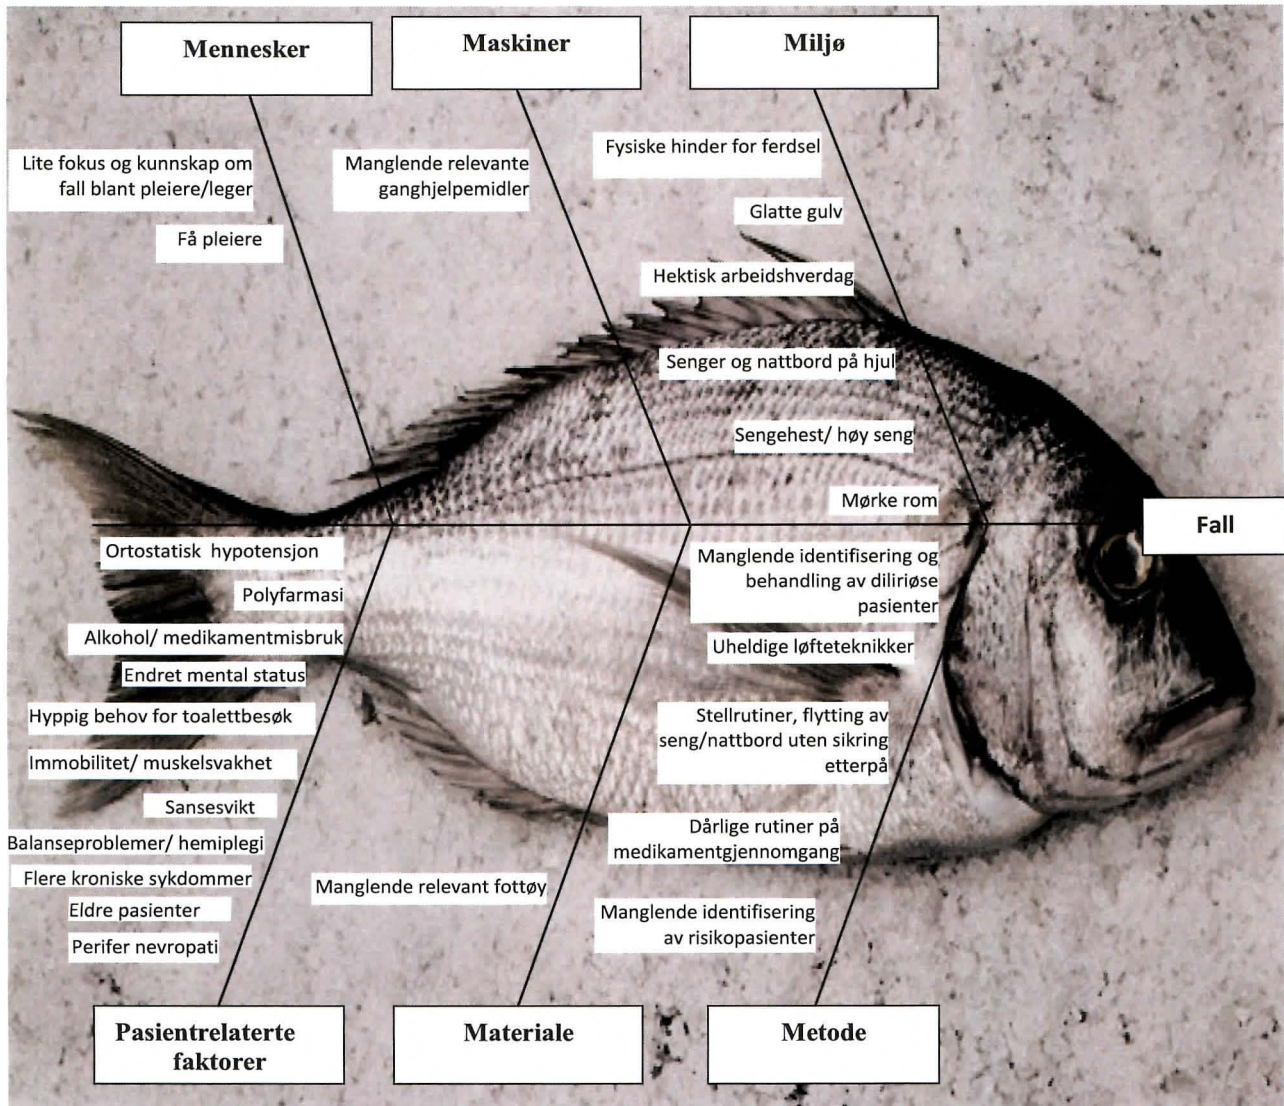 Mennesker
Maskiner
Miljø
Lite fokus og kunnskap om
fall blant pleiere/leger
Få pleiere
Manglende relevante
ganghjelpemidler
Fysiske hinder for ferdsel
Glatte gulv
Hektisk arbeidshverdag
Senger og nattbord på hjul
Sengehest/ høy seng
Mørke rom
Fall
Ortostatisk hypotensjon
Polyfarmasi
Alkohol/ medikamentmisbruk
Endret mental status
Hyppig behov for toalettbesøk
Immobilitet/ muskelsvakhet
Sansesvikt
Balanseproblemer/ hemiplegi
Flere kroniske sykdommer
Eldre pasienter
Perifer nevropati
Manglende relevant fottøy
Manglende identifisering og
behandling av diliriøse
pasienter
Uheldige løfteteknikker
Stellrutiner, flytting av
seng/nattbord uten sikring
etterpå
Dårlige rutiner på
medikamentgjennomgang
Manglende identifisering
av risikopasienter
Pasientrelaterte
faktorer
Materiale
Metode